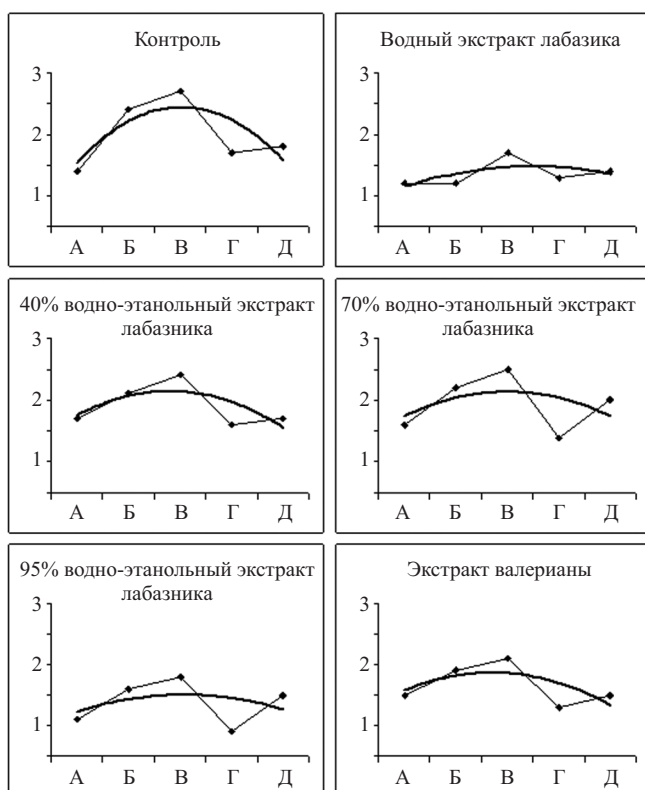 Контроль
3
2
1
А Б В Г Д
Водный экстракт лабазика
3
2
1
А Б В Г Д
40% водно-этанольный экстракт
лабазника
3
2
1
А Б В Г Д
70% водно-этанольный экстракт
лабазника
3
2
1
А Б В Г Д
95% водно-этанольный экстракт
лабазника
3
2
1
А Б В Г Д
Экстракт валерианы
3
2
1
А Б В Г Д